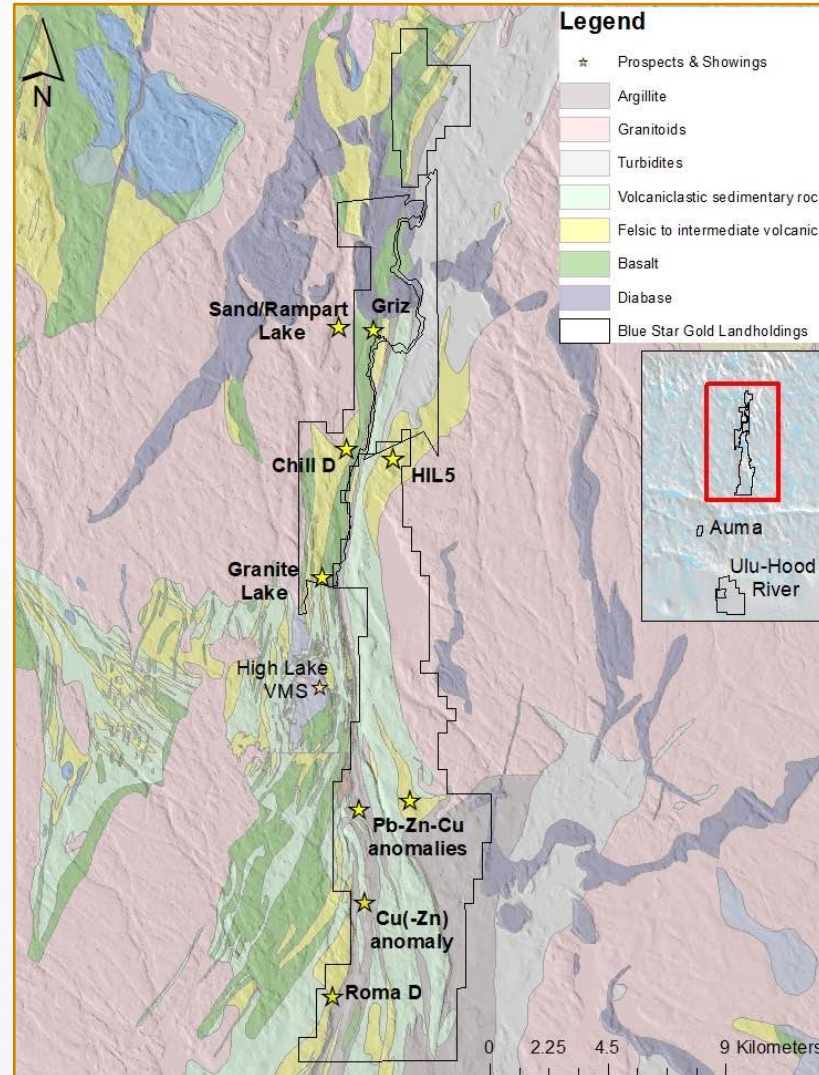 N
Legend
Prospects & Showings
Argillite
Granitoids
Turbidites
Volcaniclastic sedimentary roc
Felsic to intermediate volcanic
Basalt
Diabase
Blue Star Gold Landholdings
Sand/Rampart
Lake
Griz
Chill D
HIL5
Granite
Lake
High Lake
VMS
Auma
Ulu-Hood
River
Pb-Zn-Cu
anomalies
Cu(-Zn)
anomaly
Roma D
0 2.25 4.5 9 Kilometers